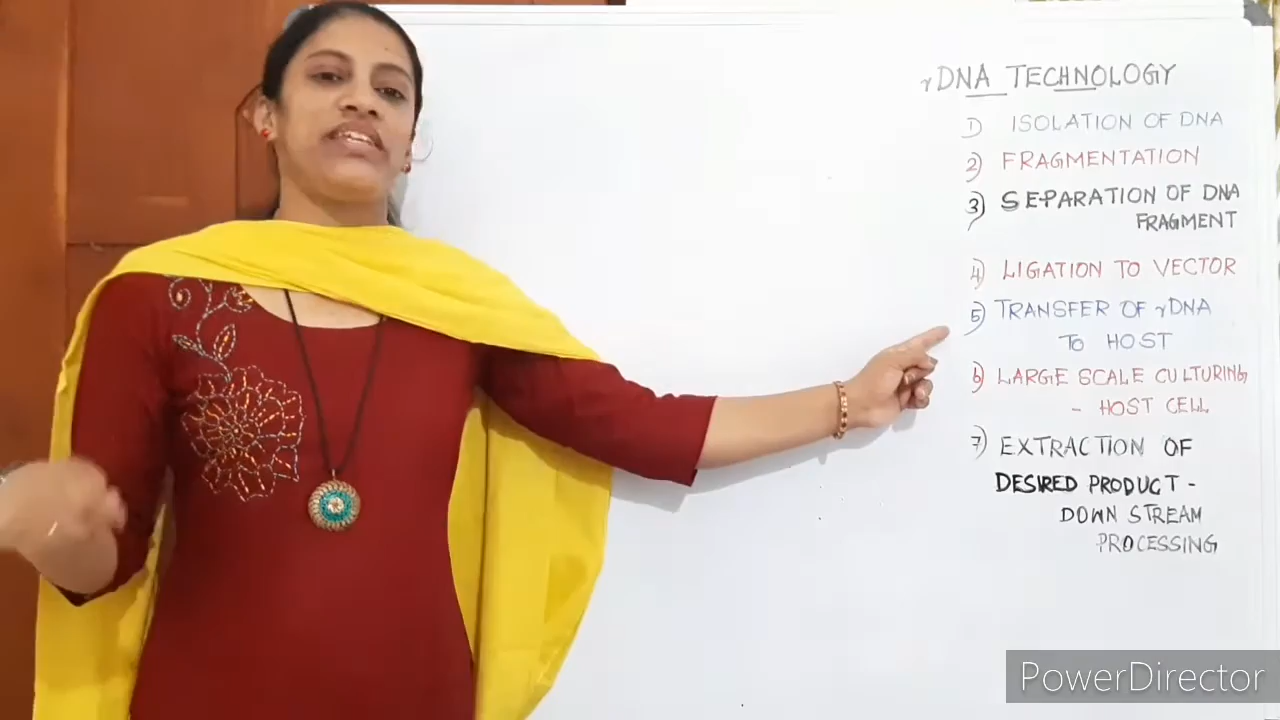 rDNA TECHNOLOGY
1) ISOLATION OF DNA
2) FRAGMENTATION
3) SEPARATION OF DNA
FRAGMENT
4) LIGATION TO VECTOR
5) TRANSFER OF rDNA
TO HOST
6) LARGE SCALE CULTURING
- HOST CELL
7) EXTRACTION OF
DESIRED PRODUCT -
DOWN STREAM
PROCESSING
PowerDirector